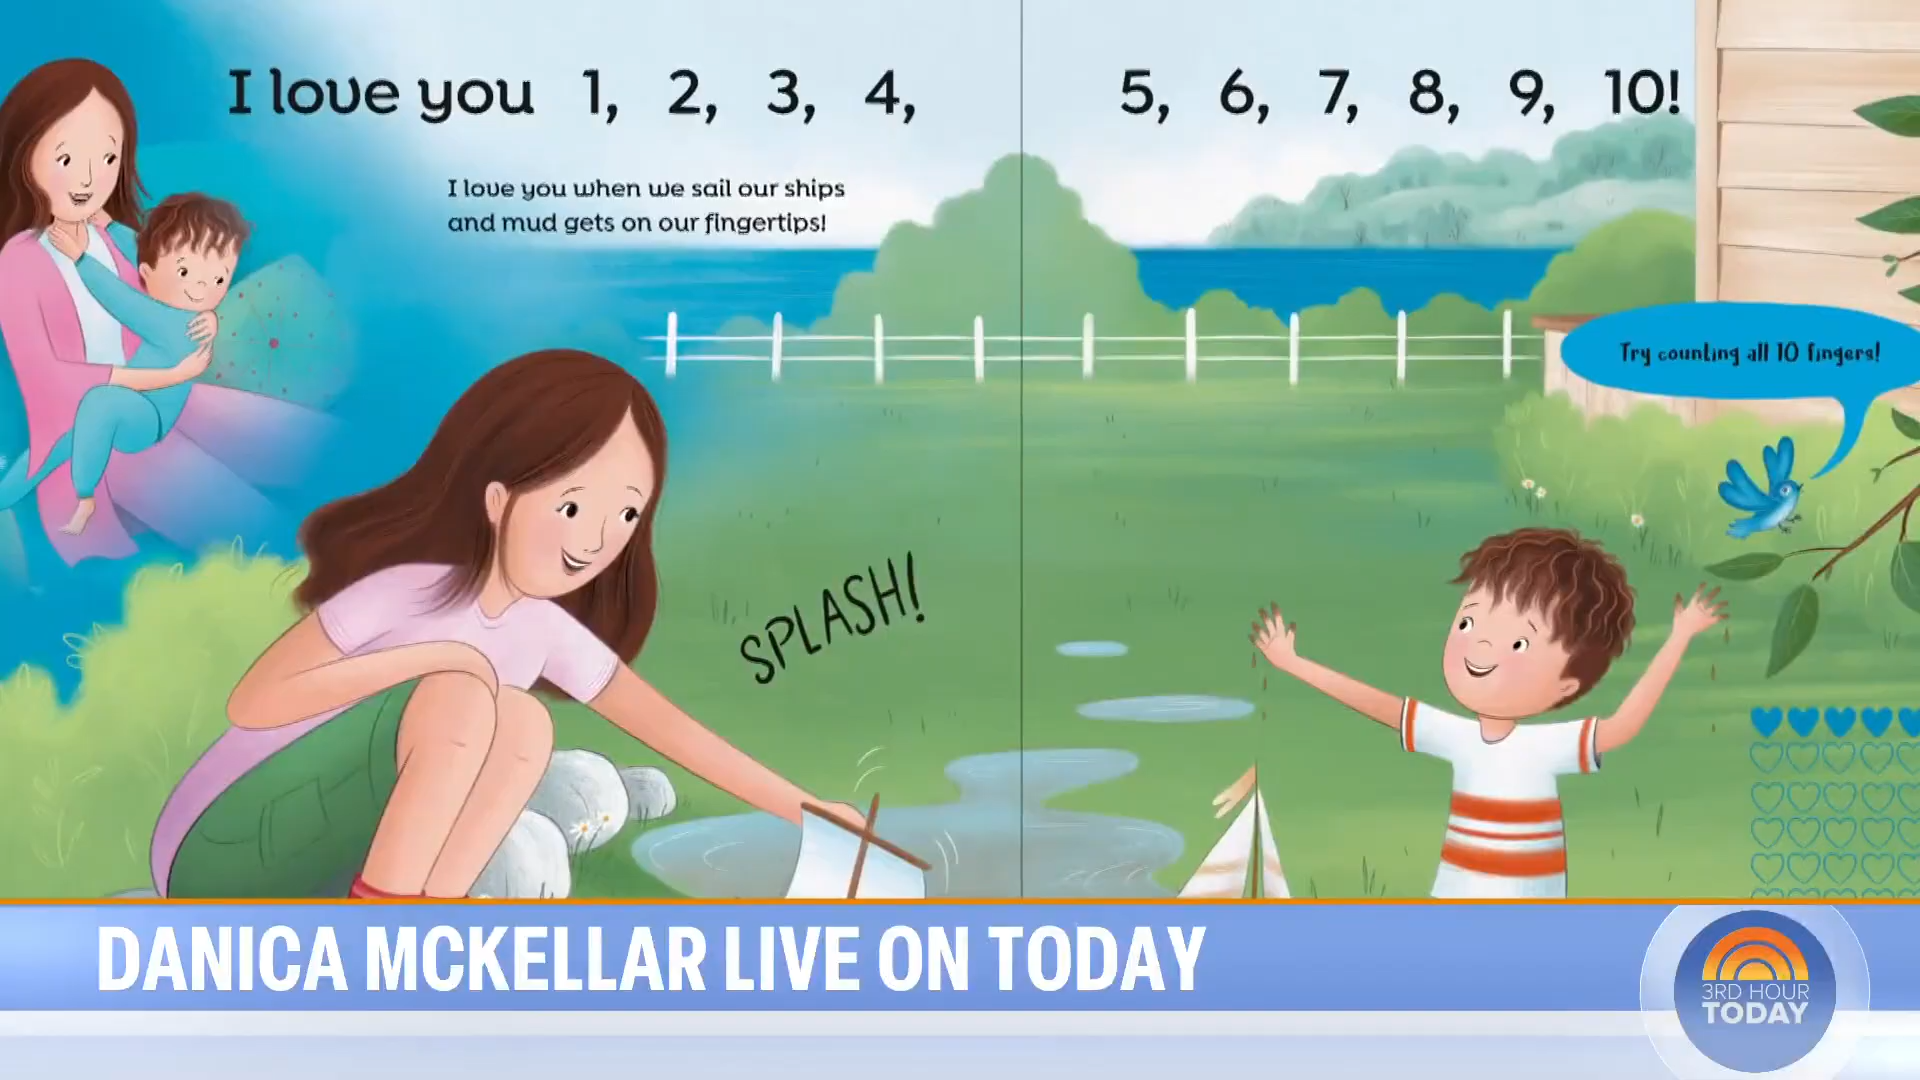 I love you 1, 2, 3, 4, 5, 6, 7, 8, 9, 10!
I love you when we sail our ships
and mud gets on our fingertips!
Try counting all 10 fingers!
SPLASH!
DANICA MCKELLAR LIVE ON TODAY
3RD HOUR
TODAY